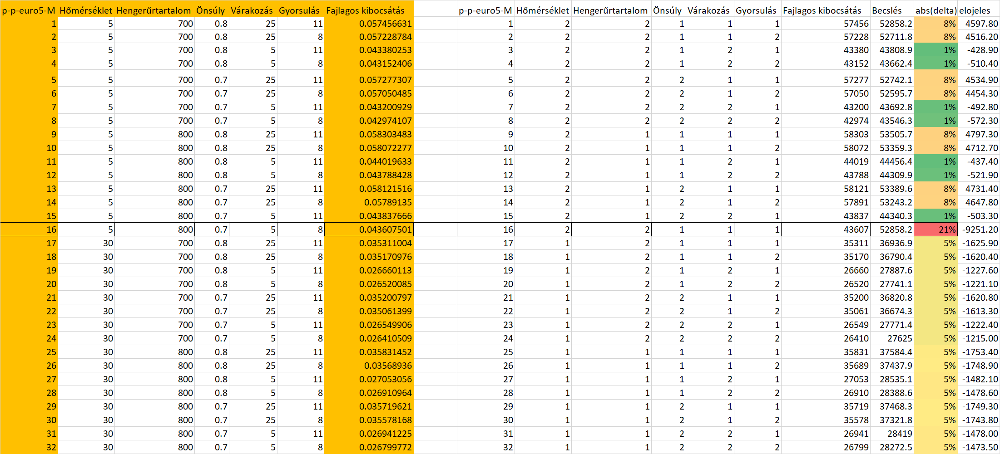 p-p-euro5-M Hőmérséklet Hengerűrtartalom Önsúly Várakozás Gyorsulás Fajlagos kibocsátás p-p-euro5-M Hőmérséklet Hengerűrtartalom Önsúly Várakozás Gyorsulás Fajlagos kibocsátás Becslés abs(delta) elojeles
1 5 700 0.8 25 11 0.057456631 1 2 2 1 1 1 57456 52858.2 8% 4597.80
2 5 700 0.8 25 8 0.057228784 2 2 2 1 1 2 57228 52711.8 8% 4516.20
3 5 700 0.8 5 11 0.043380253 3 2 2 1 2 1 43380 43808.9 1% -428.90
4 5 700 0.8 5 8 0.043152406 4 2 2 1 2 2 43152 43662.4 1% -510.40
5 5 700 0.7 25 11 0.057277307 5 2 2 2 1 1 57277 52742.1 8% 4534.90
6 5 700 0.7 25 8 0.057050485 6 2 2 2 1 2 57050 52595.7 8% 4454.30
7 5 700 0.7 5 11 0.043200929 7 2 2 2 2 1 43200 43692.8 1% -492.80
8 5 700 0.7 5 8 0.042974107 8 2 2 2 2 2 42974 43546.3 1% -572.30
9 5 800 0.8 25 11 0.058303483 9 2 1 1 1 1 58303 53505.7 8% 4797.30
10 5 800 0.8 25 8 0.058072277 10 2 1 1 1 2 58072 53359.3 8% 4712.70
11 5 800 0.8 5 11 0.044019633 11 2 1 1 2 1 44019 44456.4 1% -437.40
12 5 800 0.8 5 8 0.043788428 12 2 1 1 2 2 43788 44309.9 1% -521.90
13 5 800 0.7 25 11 0.058121516 13 2 1 2 1 1 58121 53389.6 8% 4731.40
14 5 800 0.7 25 8 0.05789135 14 2 1 2 1 2 57891 53243.2 8% 4647.80
15 5 800 0.7 5 11 0.043837666 15 2 1 2 2 1 43837 44340.3 1% -503.30
16 5 800 0.7 5 8 0.043607501 16 2 2 1 1 1 43607 52858.2 21% -9251.20
17 30 700 0.8 25 11 0.035311004 17 1 2 1 1 1 35311 36936.9 5% -1625.90
18 30 700 0.8 25 8 0.035170976 18 1 2 1 1 2 35170 36790.4 5% -1620.40
19 30 700 0.8 5 11 0.026660113 19 1 2 1 2 1 26660 27887.6 5% -1227.60
20 30 700 0.8 5 8 0.026520085 20 1 2 1 2 2 26520 27741.1 5% -1221.10
21 30 700 0.7 25 11 0.035200797 21 1 2 2 1 1 35200 36820.8 5% -1620.80
22 30 700 0.7 25 8 0.035061399 22 1 2 2 1 2 35061 36674.3 5% -1613.30
23 30 700 0.7 5 11 0.026549906 23 1 2 2 2 1 26549 27771.4 5% -1222.40
24 30 700 0.7 5 8 0.026410509 24 1 2 2 2 2 26410 27625 5% -1215.00
25 30 800 0.8 25 11 0.035831452 25 1 1 1 1 1 35831 37584.4 5% -1753.40
26 30 800 0.8 25 8 0.03568936 26 1 1 1 1 2 35689 37437.9 5% -1748.90
27 30 800 0.8 5 11 0.027053056 27 1 1 1 2 1 27053 28535.1 5% -1482.10
28 30 800 0.8 5 8 0.026910964 28 1 1 1 2 2 26910 28388.6 5% -1478.60
29 30 800 0.7 25 11 0.035719621 29 1 1 2 1 1 35719 37468.3 5% -1749.30
30 30 800 0.7 25 8 0.035578168 30 1 1 2 1 2 35578 37321.8 5% -1743.80
31 30 800 0.7 5 11 0.026941225 31 1 1 2 2 1 26941 28419 5% -1478.00
32 30 800 0.7 5 8 0.026799772 32 1 1 2 2 2 26799 28272.5 5% -1473.50